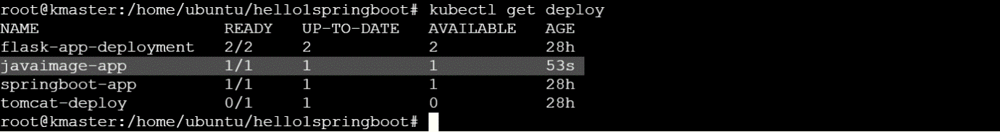 root@kmaster:/home/ubuntu/hello1springboot# kubectl get deploy
NAME                   READY   UP-TO-DATE   AVAILABLE   AGE
flask-app-deployment   2/2     2            2           28h
javaimage-app          1/1     1            1           53s
springboot-app         1/1     1            1           28h
tomcat-deploy          0/1     1            0           28h
root@kmaster:/home/ubuntu/hello1springboot#